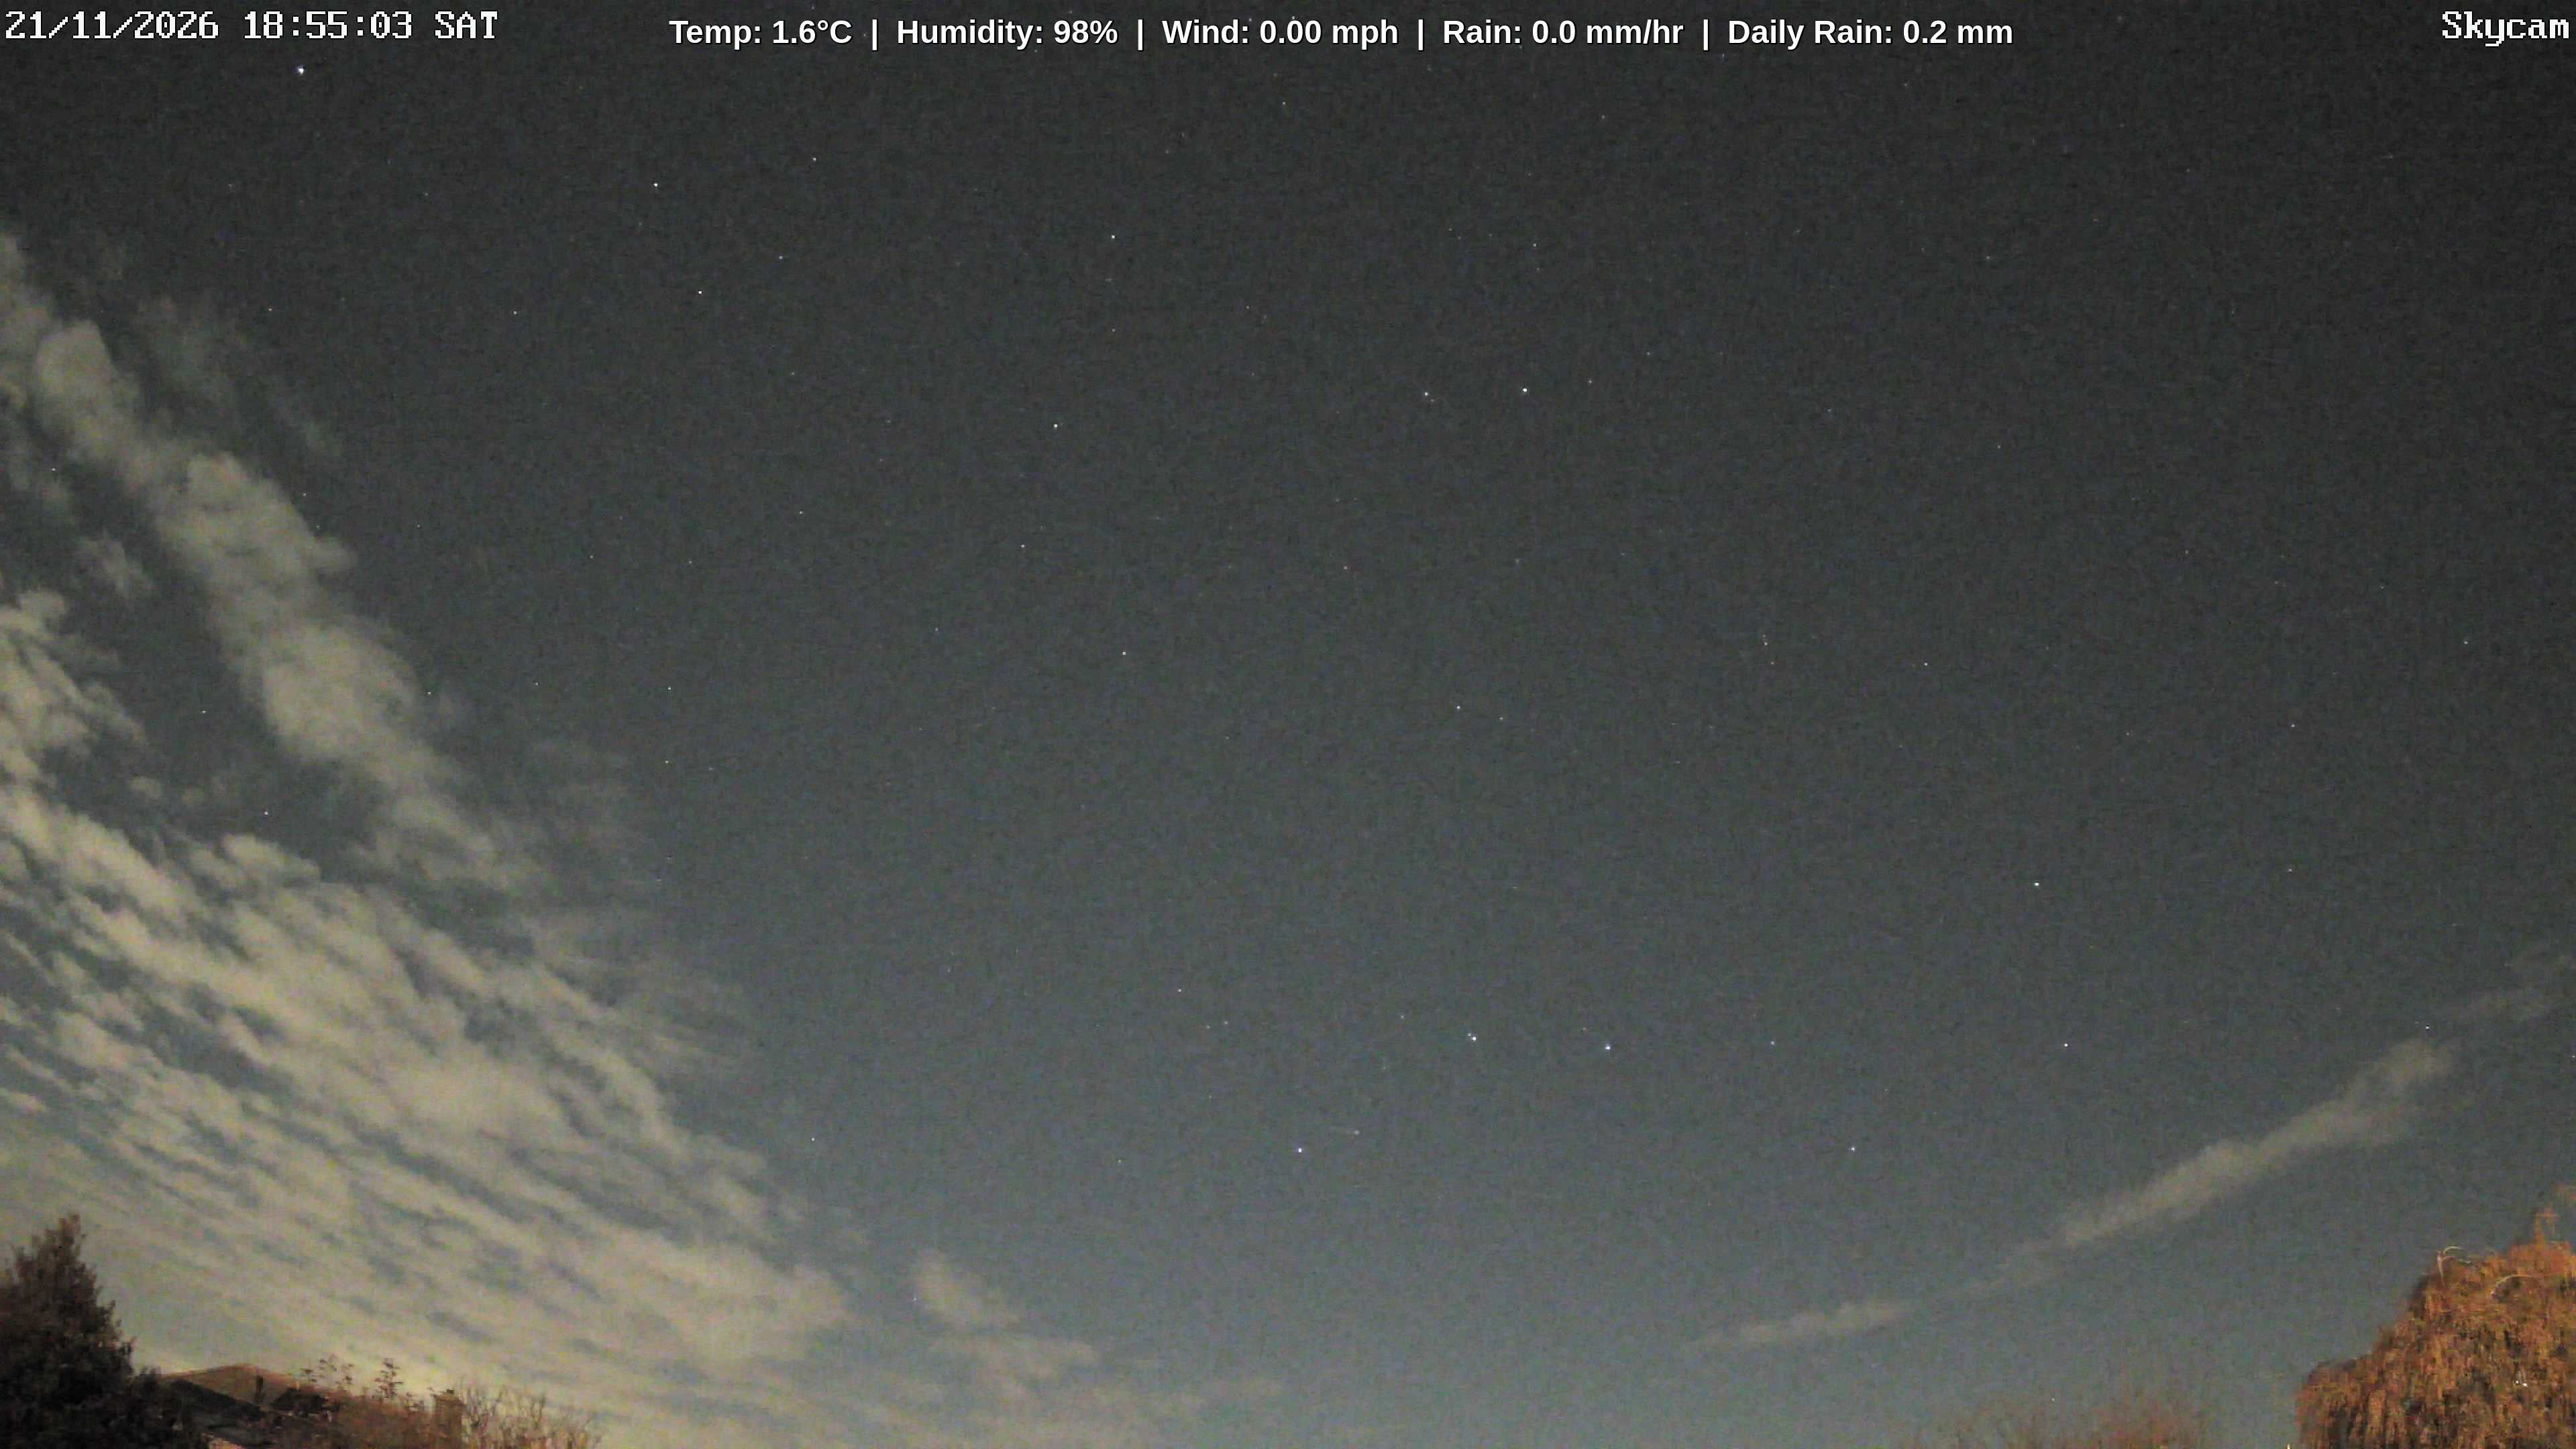 21/11/2026 18:55:03 SAT
Temp: 1.6°C | Humidity: 98% | Wind: 0.00 mph | Rain: 0.0 mm/hr | Daily Rain: 0.2 mm
Skycam